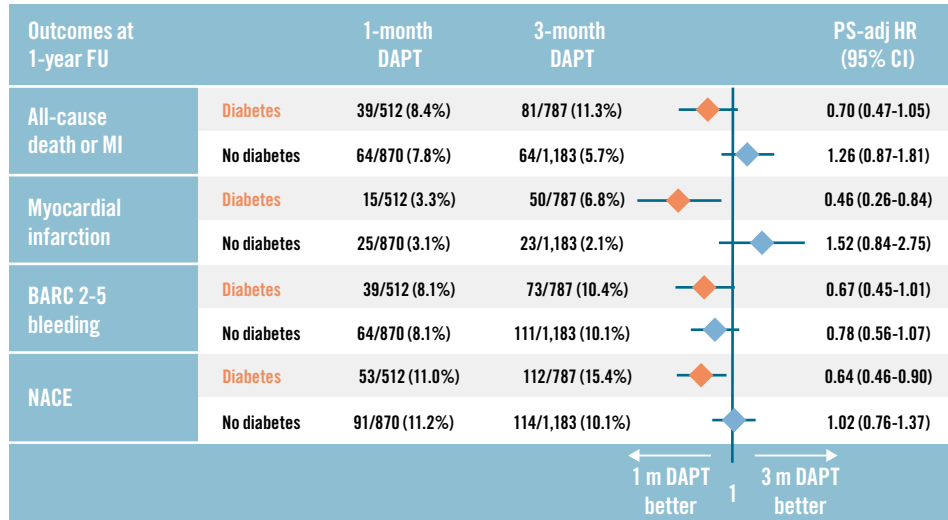 Outcomes at
1-year FU
1-month
DAPT
3-month
DAPT
PS-adj HR
(95% CI)
All-cause
death or MI
Diabetes 39/512 (8.4%) 81/787 (11.3%) 0.70 (0.47-1.05)
No diabetes 64/870 (7.8%) 64/1,183 (5.7%) 1.26 (0.87-1.81)
Myocardial
infarction
Diabetes 15/512 (3.3%) 50/787 (6.8%) 0.46 (0.26-0.84)
No diabetes 25/870 (3.1%) 23/1,183 (2.1%) 1.52 (0.84-2.75)
BARC 2-5
bleeding
Diabetes 39/512 (8.1%) 73/787 (10.4%) 0.67 (0.45-1.01)
No diabetes 64/870 (8.1%) 111/1,183 (10.1%) 0.78 (0.56-1.07)
NACE
Diabetes 53/512 (11.0%) 112/787 (15.4%) 0.64 (0.46-0.90)
No diabetes 91/870 (11.2%) 114/1,183 (10.1%) 1.02 (0.76-1.37)
1 m DAPT
better
1
3 m DAPT
better